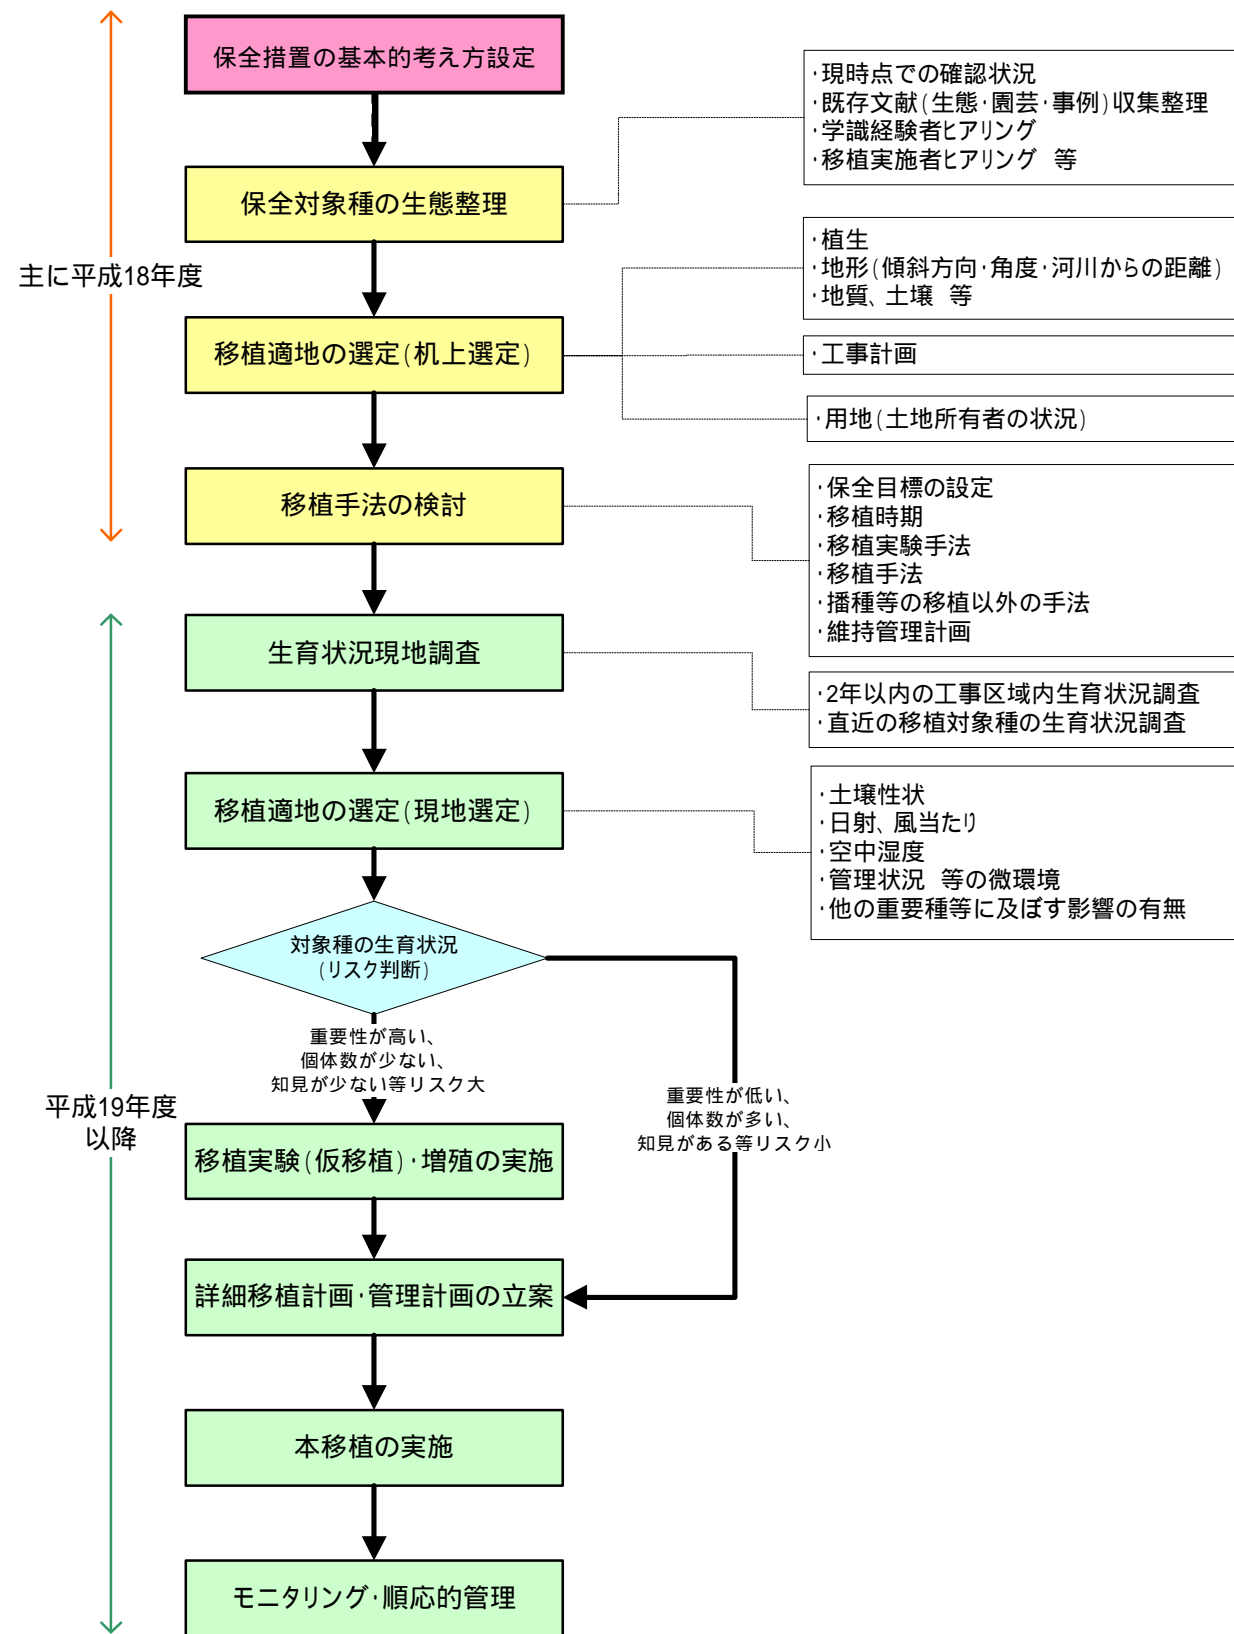 保全措置の基本的考え方設定
・現時点での確認状況
・既存文献(生態・園芸・事例)収集整理
・学識経験者ヒアリング
・移植実施者ヒアリング 等
保全対象種の生態整理
主に平成18年度
・植生
・地形(傾斜方向・角度・河川からの距離)
・地質、土壌 等
移植適地の選定(机上選定)
・工事計画
・用地(土地所有者の状況)
移植手法の検討
・保全目標の設定
・移植時期
・移植実験手法
・移植手法
・播種等の移植以外の手法
・維持管理計画
生育状況現地調査
・2年以内の工事区域内生育状況調査
・直近の移植対象種の生育状況調査
移植適地の選定(現地選定)
・土壌性状
・日射、風当たり
・空中湿度
・管理状況 等の微環境
・他の重要種等に及ぼす影響の有無
対象種の生育状況
(リスク判断)
重要性が高い、
個体数が少ない、
知見が少ない等リスク大
重要性が低い、
個体数が多い、
知見がある等リスク小
平成19年度
以降
移植実験(仮移植)・増殖の実施
詳細移植計画・管理計画の立案
本移植の実施
モニタリング・順応的管理